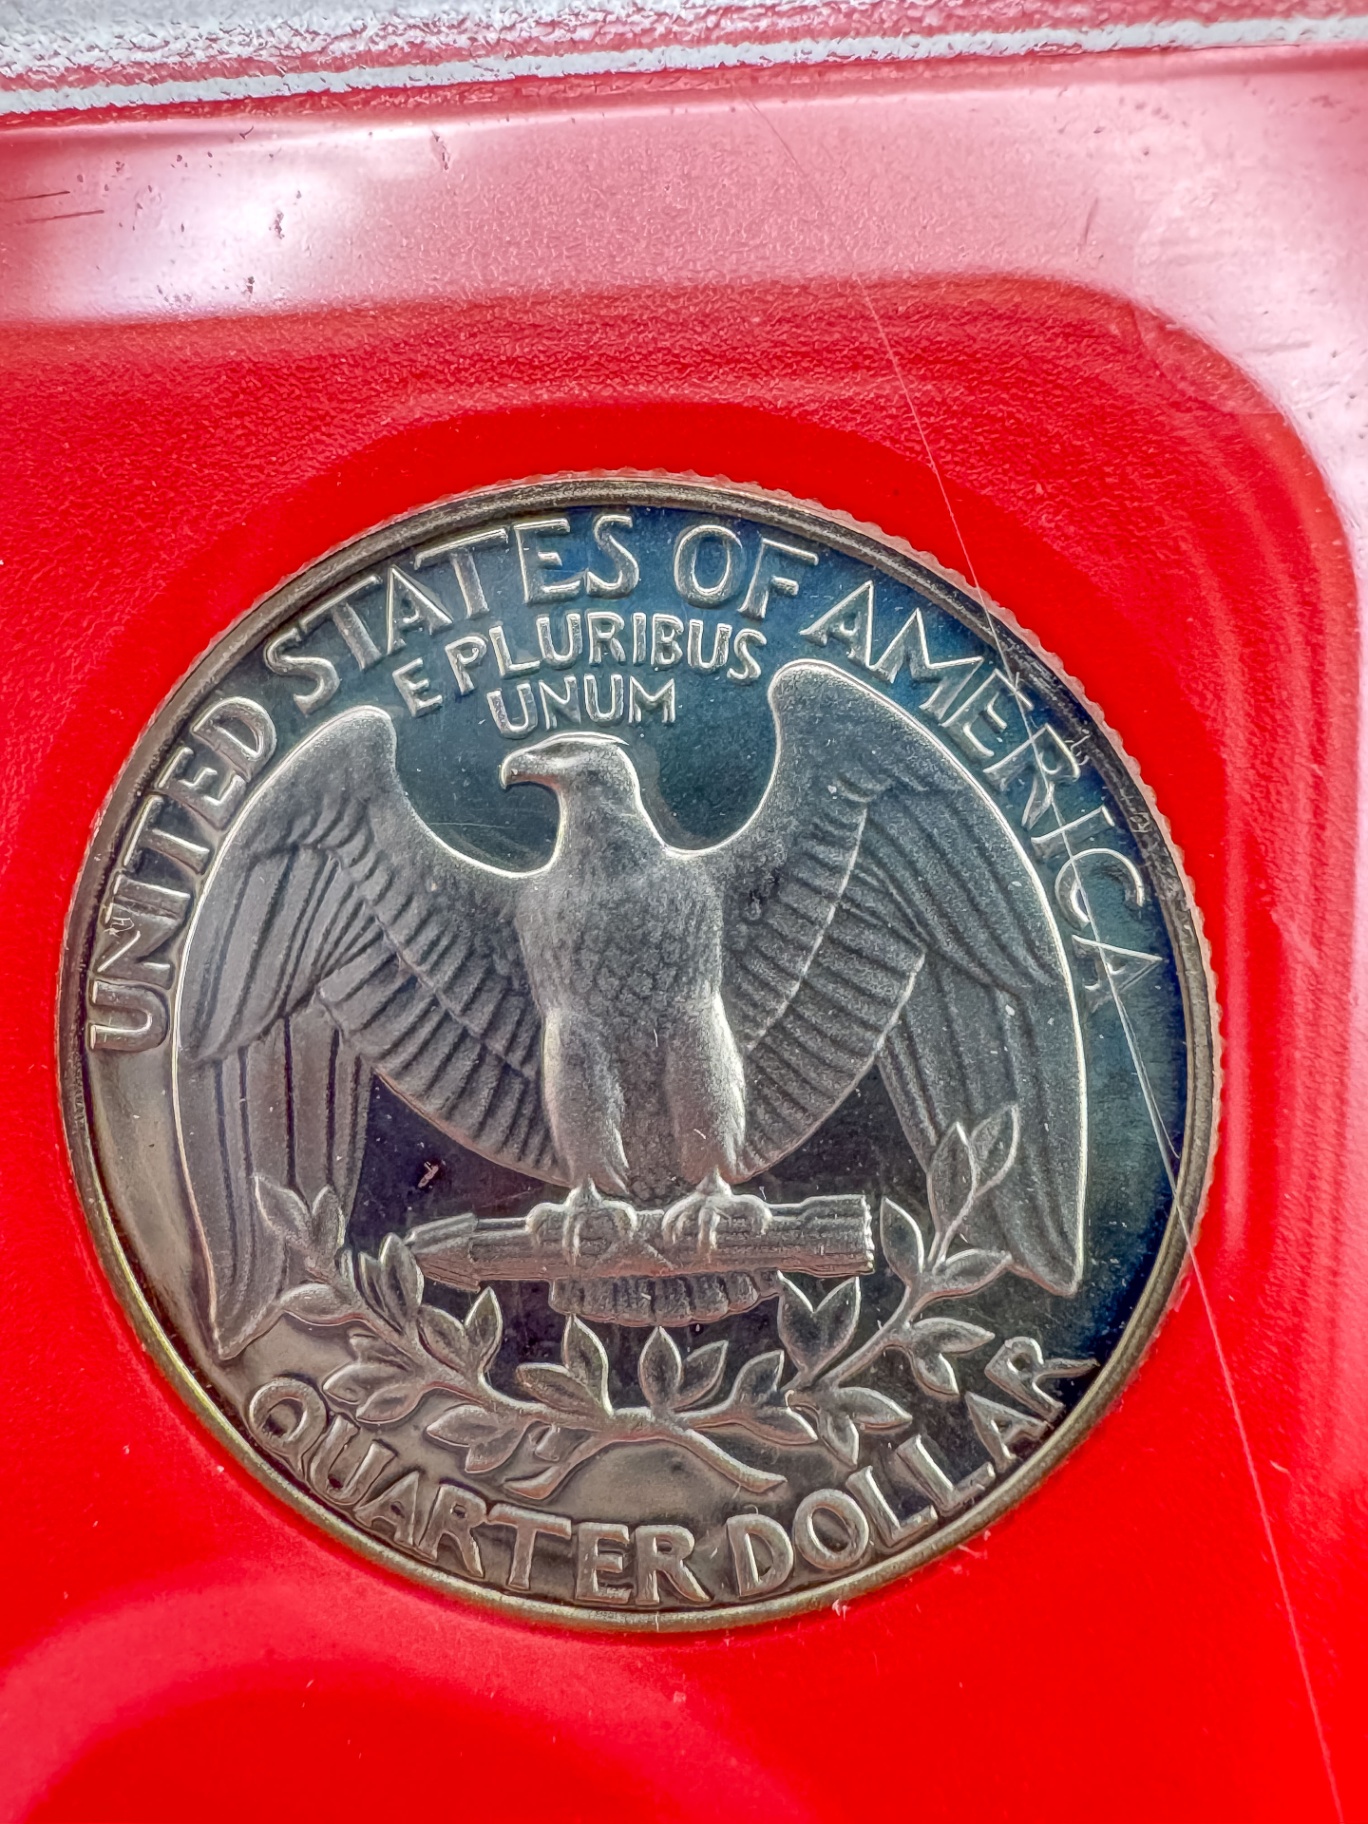 UNITED STATES OF AMERICA
E PLURIBUS
UNUM
QUARTER DOLLAR